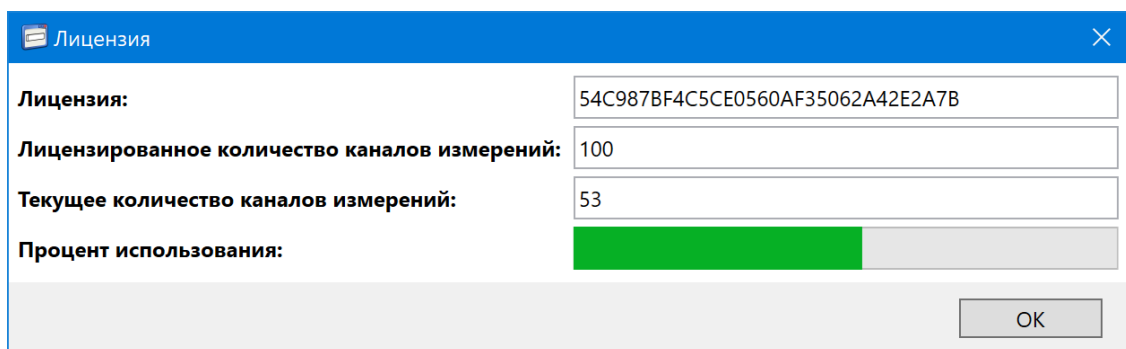 Лицензия
Лицензия: 54C987BF4C5CE0560AF35062A42E2A7B
Лицензированное количество каналов измерений: 100
Текущее количество каналов измерений: 53
Процент использования:
OK